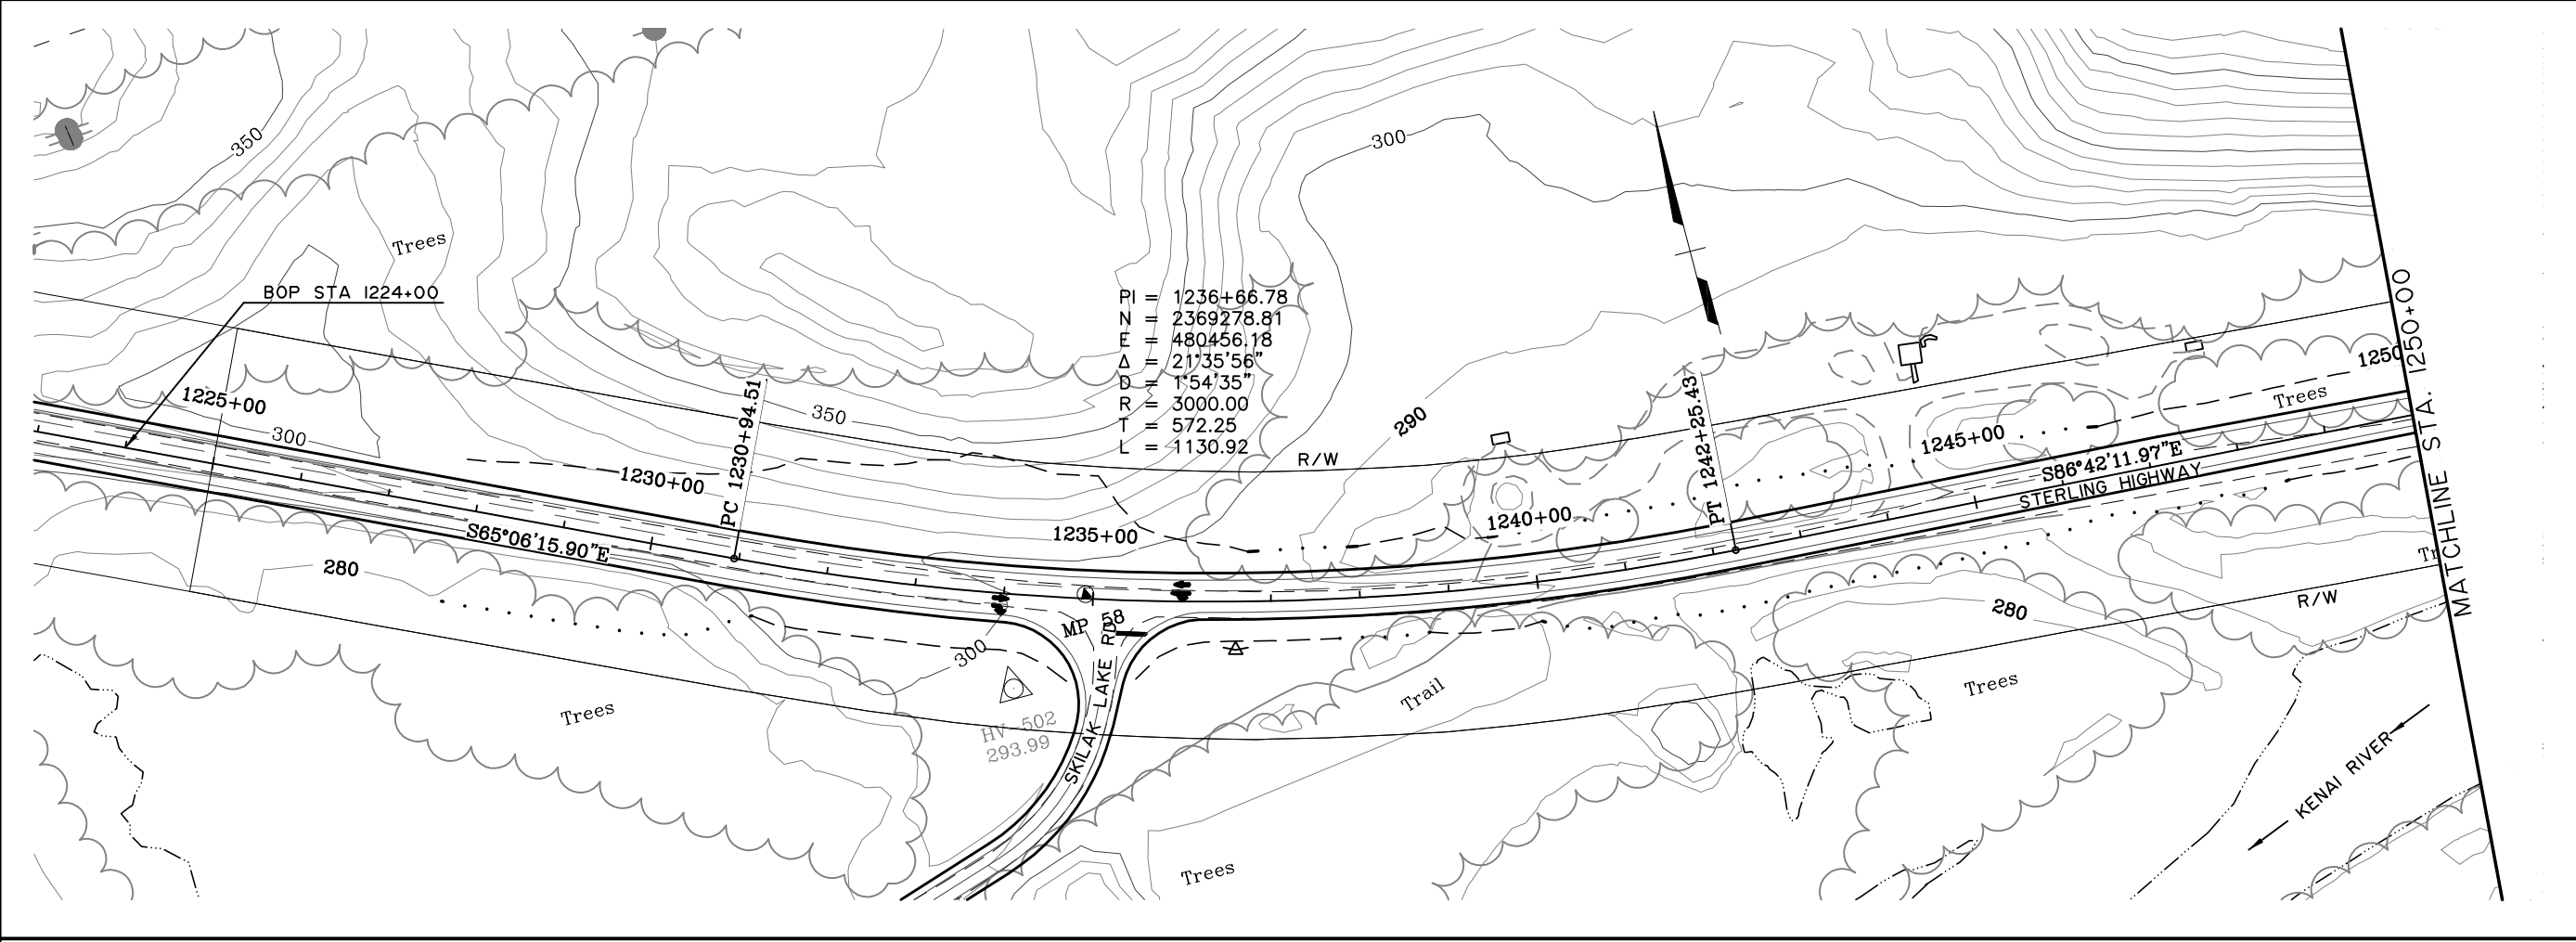 300
350
Trees
BOP STA 1224+00
PI = 1236+66.78
N = 2369278.81
E = 480456.18
Δ = 21°35'56"
D = 1°54'35"
R = 3000.00
T = 572.25
L = 1130.92
1225+00
300
350
290
PC 1230+94.51
PT 1242+25.43
1250
MATCHLINE STA. 1250+00
Trees
1230+00
R/W
1245+00
S86°42'11.97"E
STERLING HIGHWAY
1235+00
1240+00
S65°06'15.90"E
280
Tr
R/W
280
MP 58
300
SKILAK LAKE RD
HV-502
293.99
Trail
Trees
Trees
KENAI RIVER
Trees